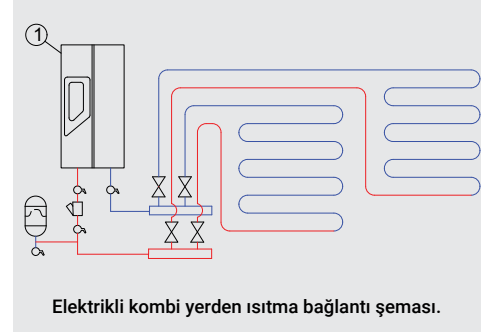 1
Elektrikli kombi yerden ısıtma bağlantı şeması.